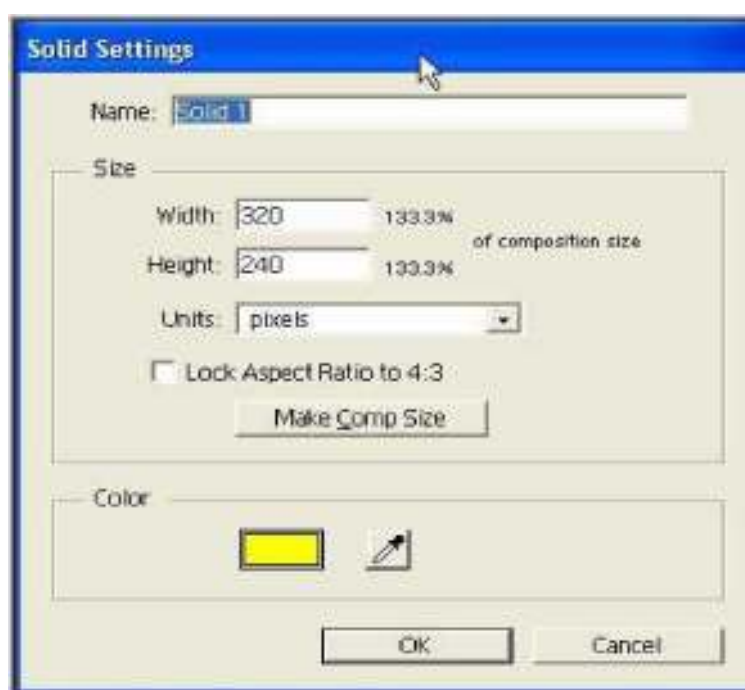 Solid Settings
Name: Solid 1
Size
Width: 320 133.3%
of composition size
Height: 240 133.3%
Units: pixels
Lock Aspect Ratio to 4:3
Make Comp Size
Color
OK Cancel